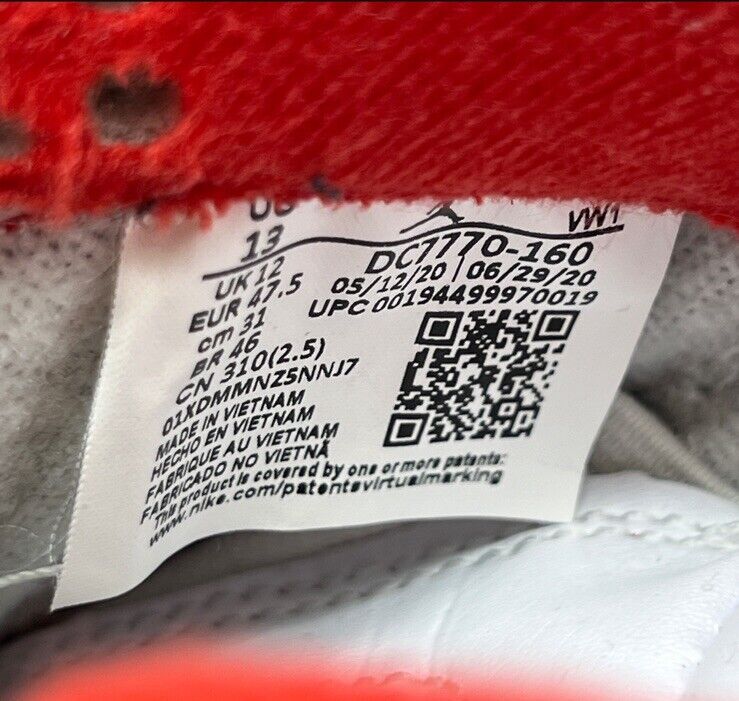 US
13
UK 12
EUR 47.5
cm 31
BR 46
CN 310(2.5)
01XDMMNZ5NNJ7
MADE IN VIETNAM
HECHO EN VIETNAM
FABRIQUE AU VIETNAM
FABRICADO NO VIETNÃ
This product is covered by one or more patents:
www.nike.com/patentsvirtualmarking
VW1
DC7770-160
05/12/20 | 06/29/20
UPC 00194499970019